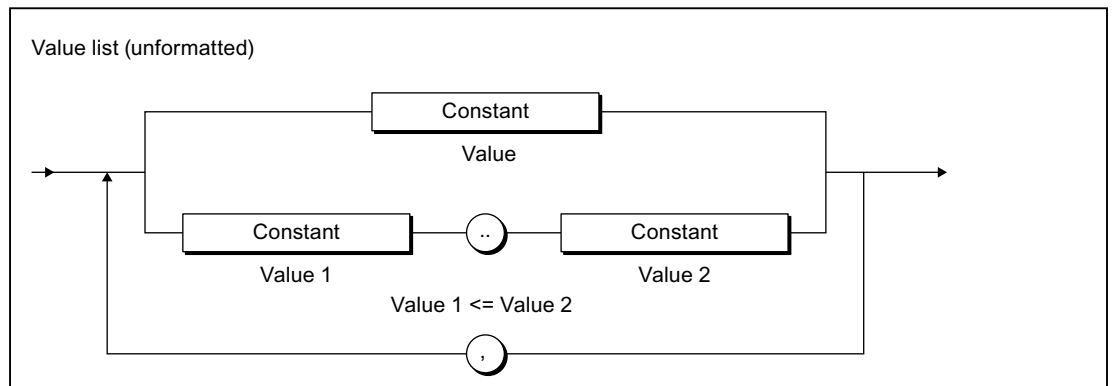 Value list (unformatted)
Constant
Value
Constant
..
Constant
Value 1
Value 2
Value 1 <= Value 2
,